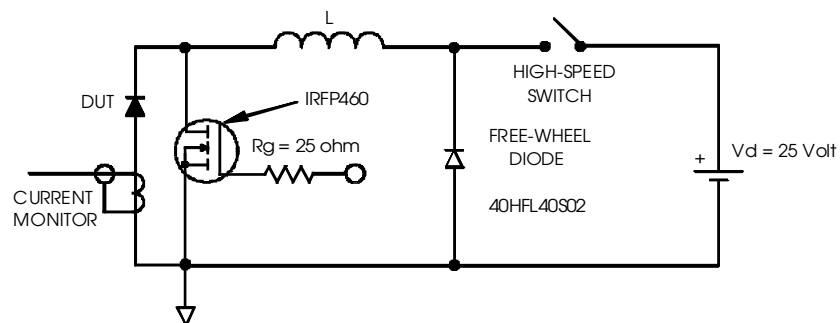 L
HIGH-SPEED
SWITCH
DUT
IRFP460
Rg = 25 ohm
FREE-WHEEL
DIODE
40HFL40S02
+
Vd = 25 Volt
CURRENT
MONITOR